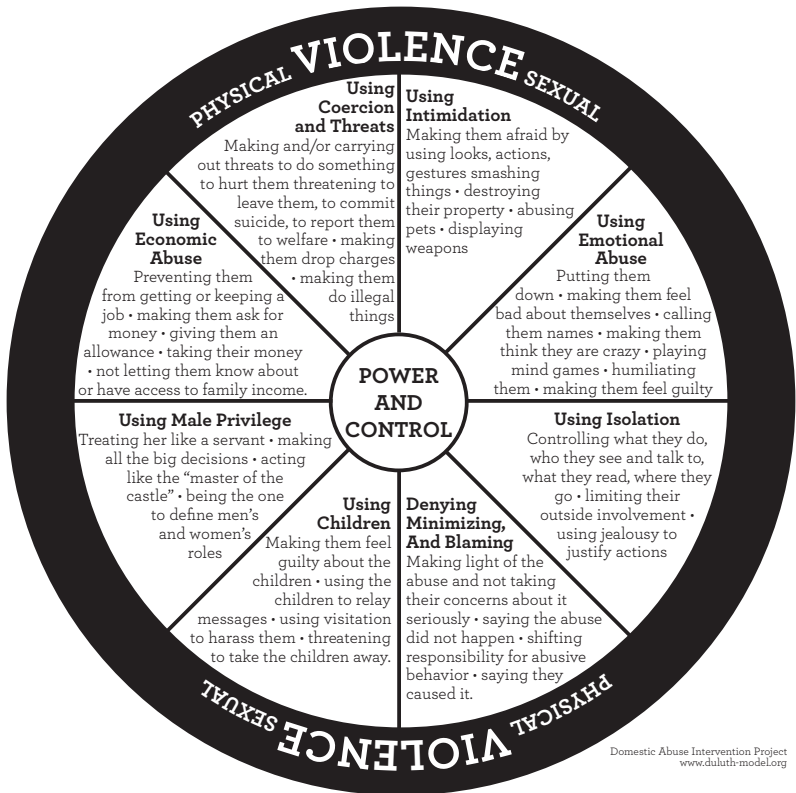 PHYSICAL VIOLENCE SEXUAL
Using
Coercion
and Threats
Making and/or carrying
out threats to do something
to hurt them threatening to
leave them, to commit
suicide, to report them
to welfare • making
them drop charges
• making them
do illegal
things
Using
Intimidation
Making them afraid by
using looks, actions,
gestures smashing
things • destroying
their property • abusing
pets • displaying
weapons
Using
Emotional
Abuse
Putting them
down • making them feel
bad about themselves • calling
them names • making them
think they are crazy • playing
mind games • humiliating
them • making them feel guilty
Using Isolation
Controlling what they do,
who they see and talk to,
what they read, where they
go • limiting their
outside involvement •
using jealousy to
justify actions
Denying
Minimizing,
And Blaming
Making light of the
abuse and not taking
their concerns about it
seriously • saying the abuse
did not happen • shifting
responsibility for abusive
behavior • saying they
caused it.
Using
Children
Making them feel
guilty about the
children • using the
children to relay
messages • using visitation
to harass them • threatening
to take the children away.
Using Male Privilege
Treating her like a servant • making
all the big decisions • acting
like the “master of the
castle” • being the one
to define men’s
and women’s
roles
Using
Economic
Abuse
Preventing them
from getting or keeping a
job • making them ask for
money • giving them an
allowance • taking their money
• not letting them know about
or have access to family income.
POWER
AND
CONTROL
PHYSICAL VIOLENCE SEXUAL
Domestic Abuse Intervention Project
www.duluth-model.org